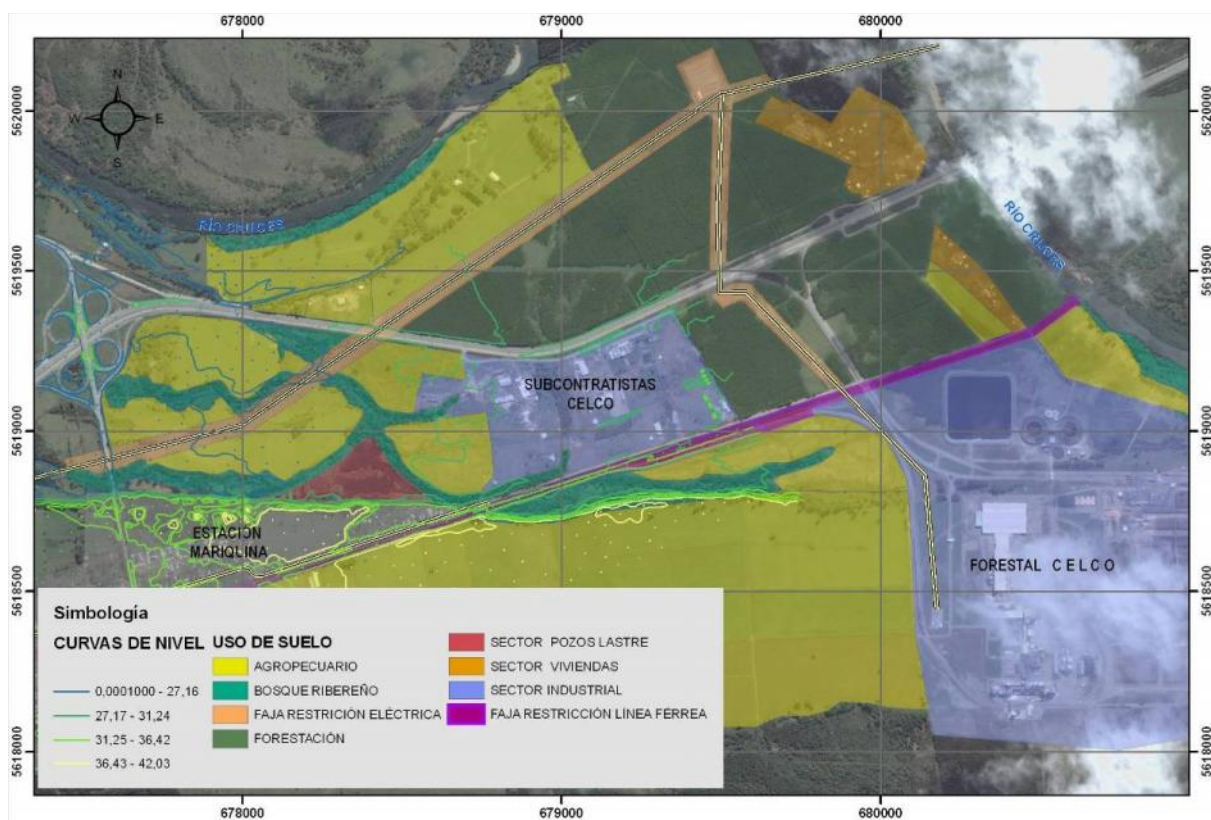 678000 679000 680000
N
W E
S
5620000 5620000
RÍO CRUCES
RÍO CRUCES
5619500 5619500
SUBCONTRATISTAS
CELCO
5619000 5619000
ESTACIÓN
MARIQUINA
FORESTAL CELCO
5618500 5618500
Simbología
CURVAS DE NIVEL
0,0001000 - 27,16
27,17 - 31,24
31,25 - 36,42
36,43 - 42,03
USO DE SUELO
AGROPECUARIO
BOSQUE RIBEREÑO
FAJA RESTRICIÓN ELÉCTRICA
FORESTACIÓN
SECTOR POZOS LASTRE
SECTOR VIVIENDAS
SECTOR INDUSTRIAL
FAJA RESTRICCIÓN LÍNEA FÉRREA
5618000 5618000
678000 679000 680000